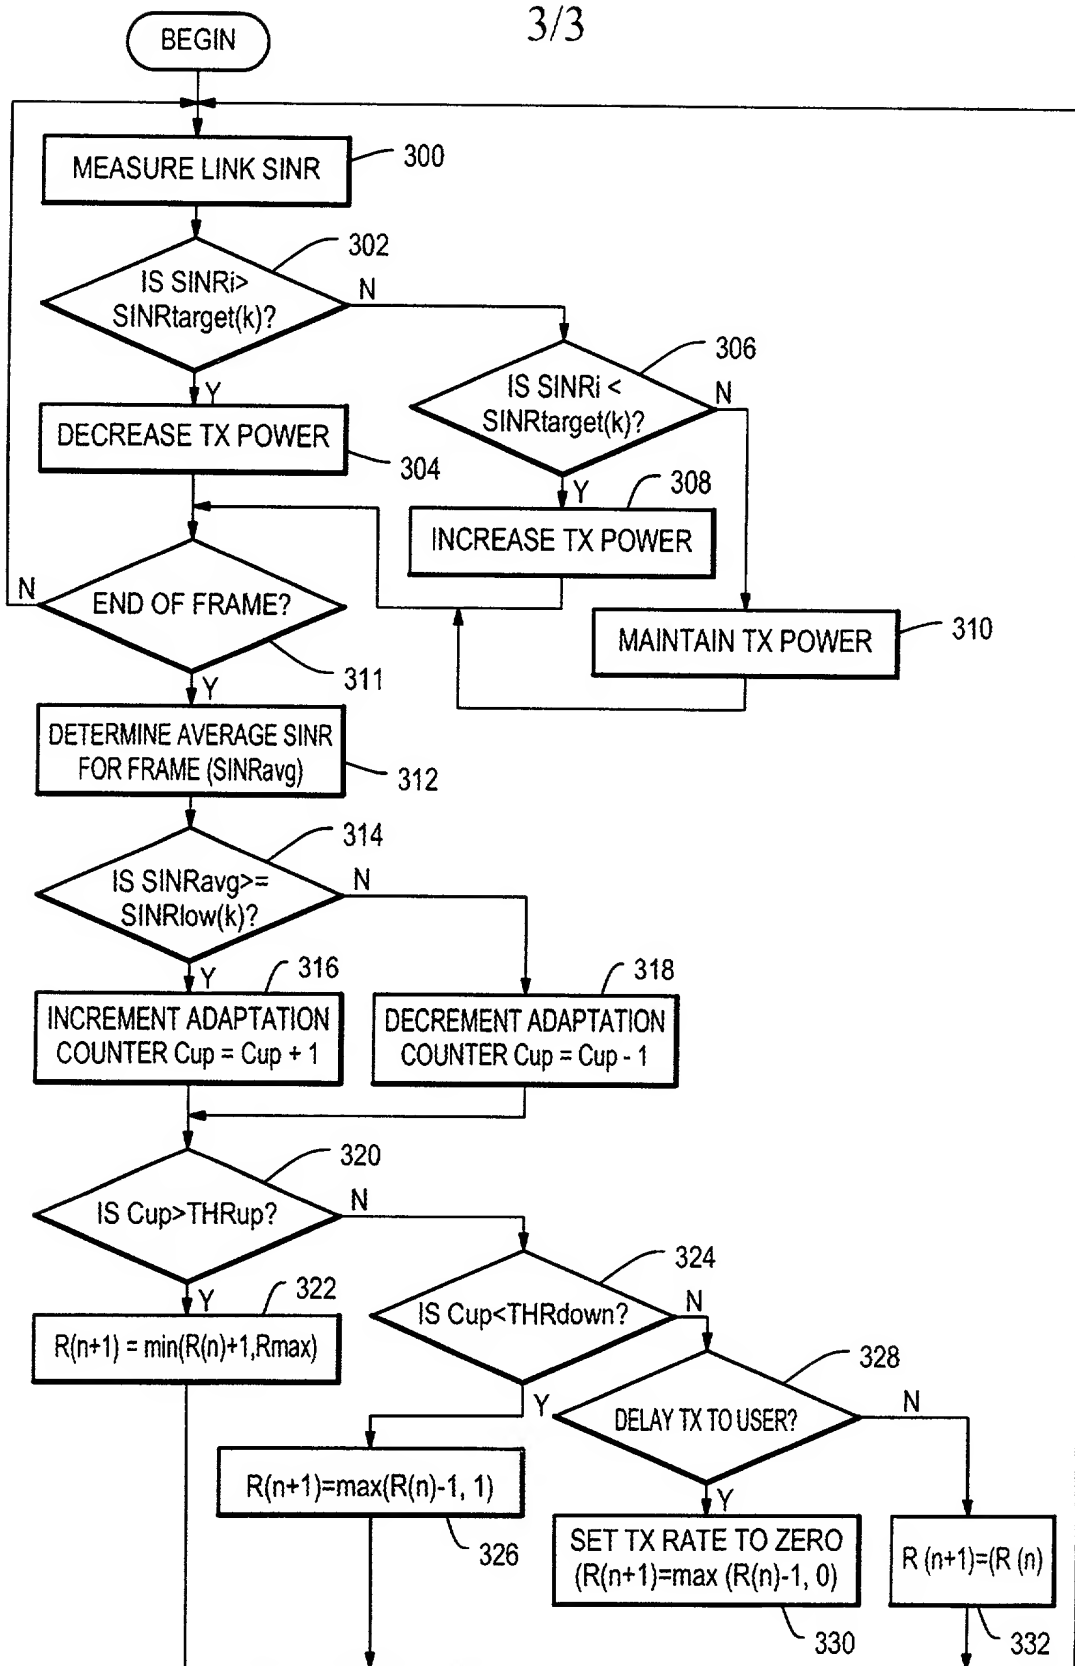 3/3
BEGIN
MEASURE LINK SINR
300
302
IS SINRi>
SINRtarget(k)?
N
Y
306
IS SINRi <
SINRtarget(k)?
N
Y
DECREASE TX POWER
304
308
INCREASE TX POWER
N
END OF FRAME?
311
Y
MAINTAIN TX POWER
310
DETERMINE AVERAGE SINR
FOR FRAME (SINRavg)
312
314
IS SINRavg>=
SINRlow(k)?
N
Y
316
INCREMENT ADAPTATION
COUNTER Cup = Cup + 1
318
DECREMENT ADAPTATION
COUNTER Cup = Cup - 1
320
IS Cup>THRup?
N
Y
322
R(n+1) = min(R(n)+1,Rmax)
324
IS Cup<THRdown?
N
Y
328
DELAY TX TO USER?
N
Y
R(n+1)=max(R(n)-1, 1)
326
SET TX RATE TO ZERO
(R(n+1)=max (R(n)-1, 0)
330
R (n+1)=(R (n)
332